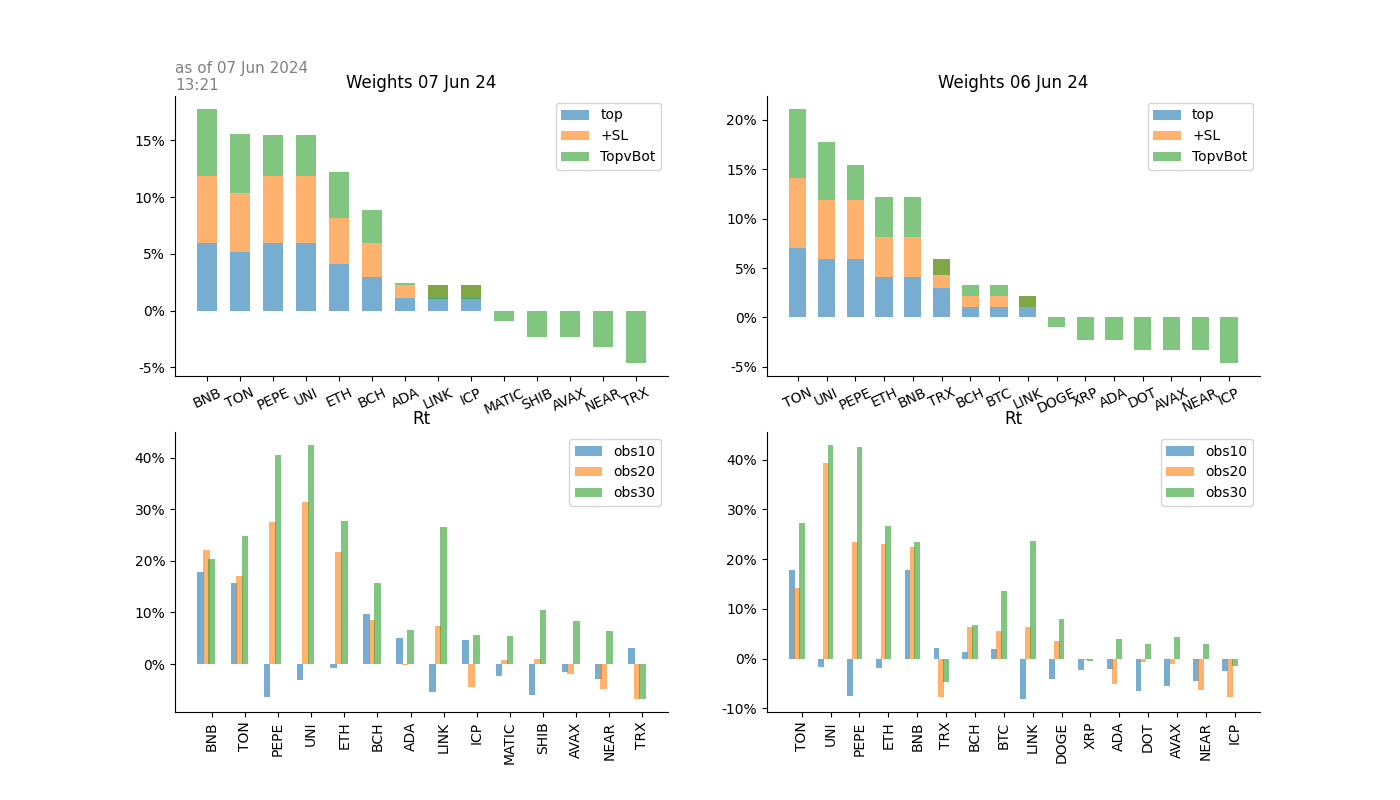 as of 07 Jun 2024
13:21
Weights 07 Jun 24
top
+SL
TopvBot
15%
10%
5%
0%
-5%
BNB TON PEPE UNI ETH BCH ADA LINK ICP MATIC SHIB AVAX NEAR TRX
Weights 06 Jun 24
top
+SL
TopvBot
20%
15%
10%
5%
0%
-5%
TON UNI PEPE ETH BNB TRX BCH BTC LINK DOGE XRP ADA DOT AVAX NEAR ICP
Rt
obs10
obs20
obs30
40%
30%
20%
10%
0%
BNB TON PEPE UNI ETH BCH ADA LINK ICP MATIC SHIB AVAX NEAR TRX
Rt
obs10
obs20
obs30
40%
30%
20%
10%
0%
-10%
TON UNI PEPE ETH BNB TRX BCH BTC LINK DOGE XRP ADA DOT AVAX NEAR ICP